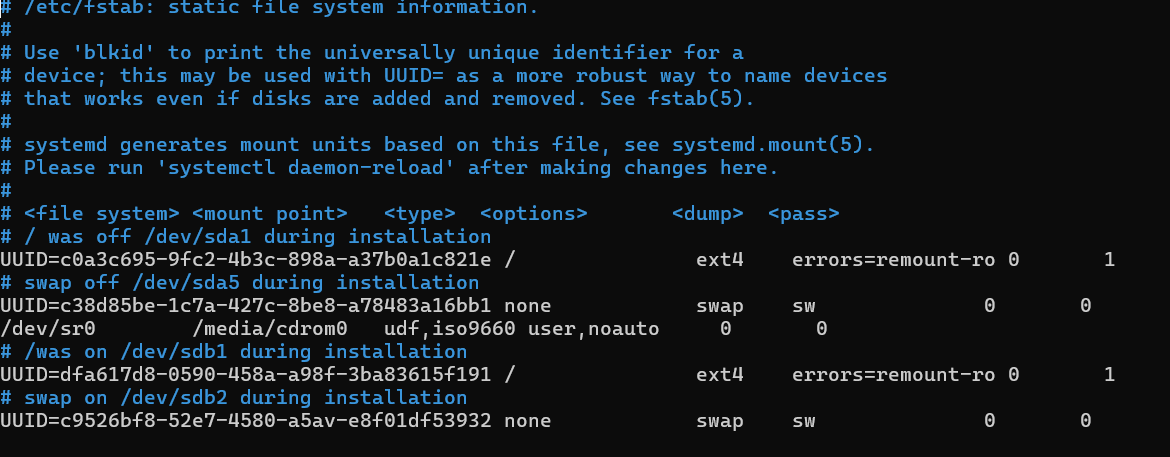 # /etc/fstab: static file system information.
#
# Use 'blkid' to print the universally unique identifier for a
# device; this may be used with UUID= as a more robust way to name devices
# that works even if disks are added and removed. See fstab(5).
#
# systemd generates mount units based on this file, see systemd.mount(5).
# Please run 'systemctl daemon-reload' after making changes here.
#
# <file system> <mount point>   <type>  <options>       <dump>  <pass>
# / was off /dev/sda1 during installation
UUID=c0a3c695-9fc2-4b3c-898a-a37b0a1c821e /                 ext4    errors=remount-ro 0       1
# swap off /dev/sda5 during installation
UUID=c38d85be-1c7a-427c-8be8-a78483a16bb1 none            swap    sw              0       0
/dev/sr0        /media/cdrom0   udf,iso9660 user,noauto     0       0
# /was on /dev/sdb1 during installation
UUID=dfa617d8-0590-458a-a98f-3ba83615f191 /                 ext4    errors=remount-ro 0       1
# swap on /dev/sdb2 during installation
UUID=c9526bf8-52e7-4580-a5av-e8f01df53932 none            swap    sw              0       0